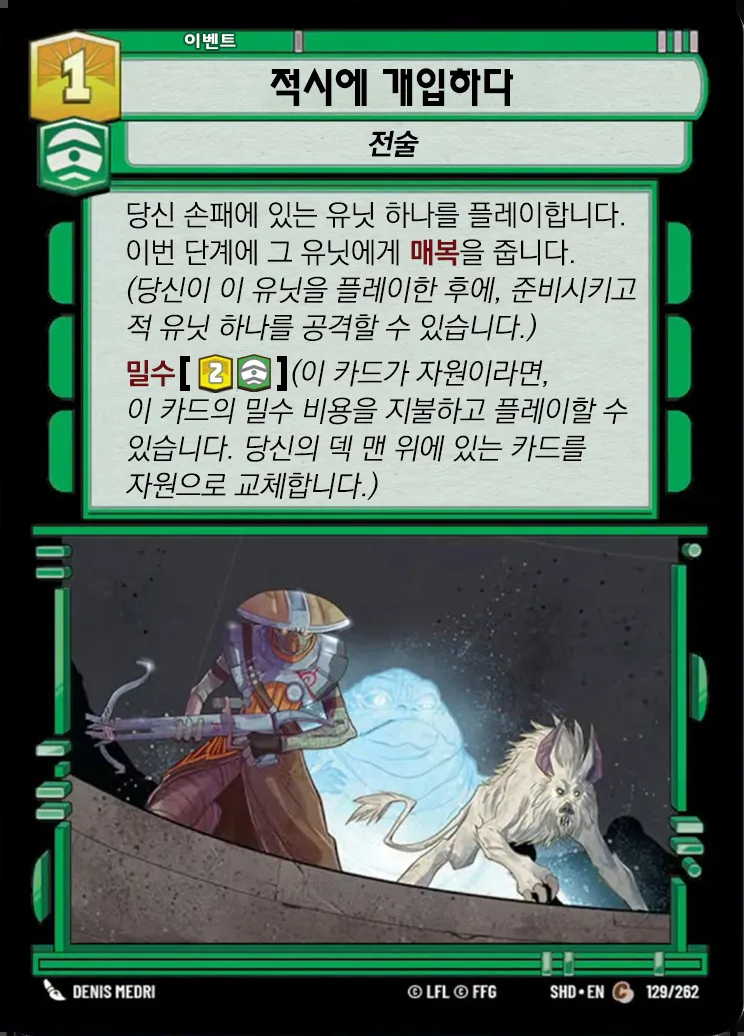 이벤트
1
적시에 개입하다
전술
당신 손패에 있는 유닛 하나를 플레이합니다.
이번 단계에 그 유닛에게 매복을 줍니다.
(당신이 이 유닛을 플레이한 후에, 준비시키고
적 유닛 하나를 공격할 수 있습니다.)
밀수[2](이 카드가 자원이라면,
이 카드의 밀수 비용을 지불하고 플레이할 수
있습니다. 당신의 덱 맨 위에 있는 카드를
자원으로 교체합니다.)
DENIS MEDRI
© LFL © FFG
SHD•EN C 129/262